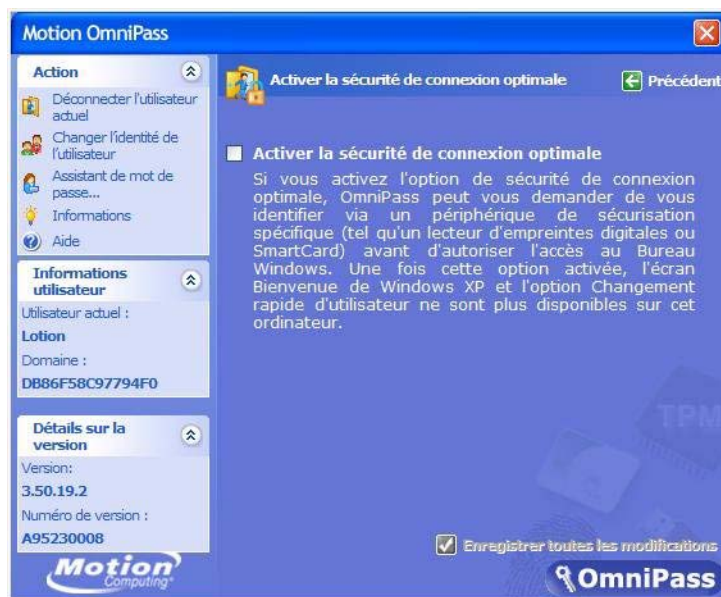 Motion OmniPass
Action
Déconnecter l'utilisateur
actuel
Changer l'identité de
l'utilisateur
Assistant de mot de
passe...
Informations
Aide
Informations
utilisateur
Utilisateur actuel :
Lotion
Domaine :
DB86F58C97794F0
Détails sur la
version
Version:
3.50.19.2
Numéro de version :
A95230008
Motion
Computing
Activer la sécurité de connexion optimale
Précédent
Activer la sécurité de connexion optimale
Si vous activez l'option de sécurité de connexion
optimale, OmniPass peut vous demander de vous
identifier via un périphérique de sécurisation
spécifique (tel qu'un lecteur d'empreintes digitales ou
SmartCard) avant d'autoriser l'accès au Bureau
Windows. Une fois cette option activée, l'écran
Bienvenue de Windows XP et l'option Changement
rapide d'utilisateur ne sont plus disponibles sur cet
ordinateur.
TPM
Enregistrer toutes les modifications
OmniPass